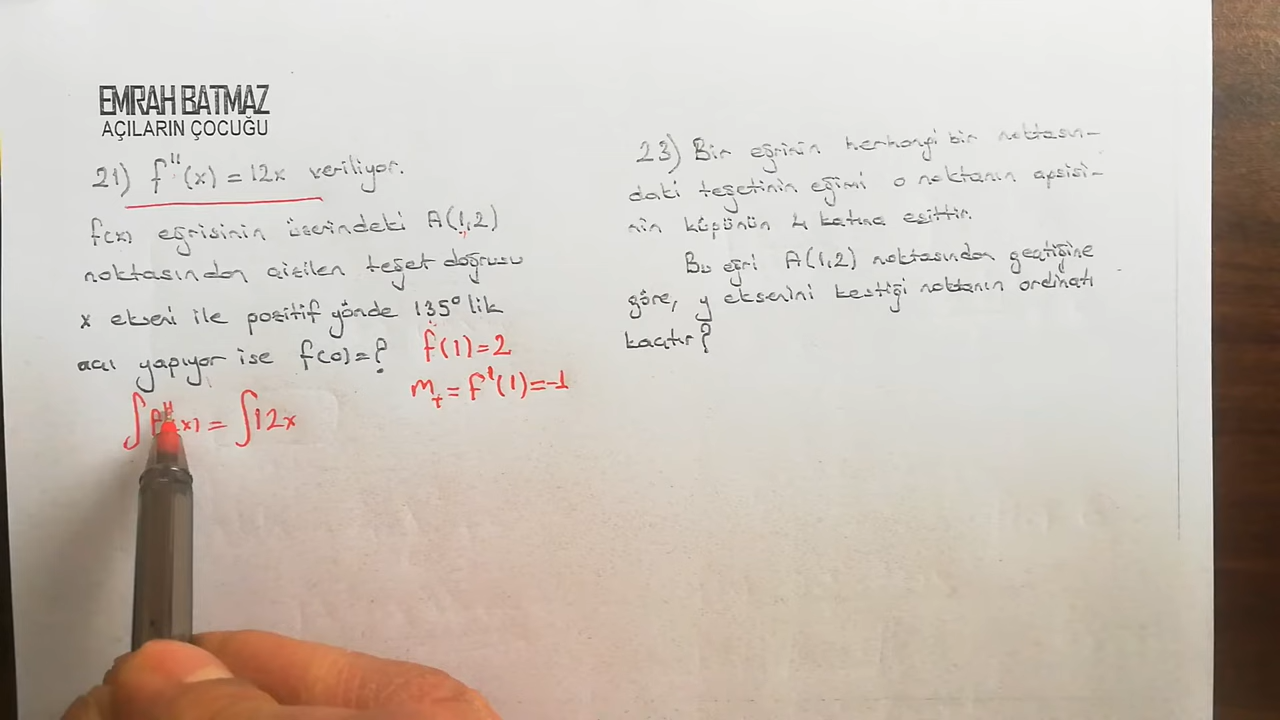 EMRAH BATMAZ
AÇILARIN ÇOCUĞU
21) f''(x) = 12x veriliyor.
f(x) eğrisinin üzerindeki A(1,2)
noktasından çizilen teğet doğrusu
x ekseni ile pozitif yönde 135° lik
açı yapıyor ise f(0)=?
f(1)=2
m_t = f'(1) = -1
∫f''(x) = ∫12x
23) Bir eğrinin herhangi bir noktasın-
daki teğetinin eğimi o noktanın apsisi-
nin küpünün 4 katına eşittir.
Bu eğri A(1,2) noktasından geçtiğine
göre, y eksenini kestiği noktanın ordinatı
kaçtır?